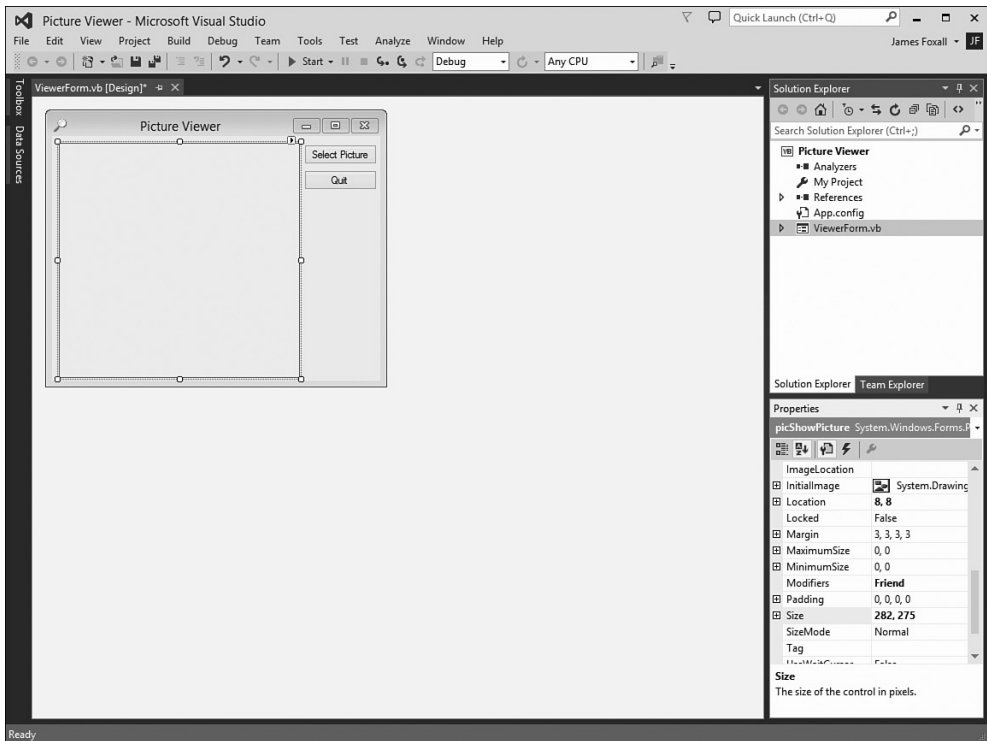 Picture Viewer - Microsoft Visual Studio
Quick Launch (Ctrl+Q)
File Edit View Project Build Debug Team Tools Test Analyze Window Help
James Foxall JF
Start Debug Any CPU
Toolbox
Data Sources
ViewerForm.vb [Design]*
Picture Viewer
Select Picture
Quit
Solution Explorer
Search Solution Explorer (Ctrl+;)
VB Picture Viewer
Analyzers
My Project
References
App.config
ViewerForm.vb
Solution Explorer Team Explorer
Properties
picShowPicture System.Windows.Forms.P
ImageLocation
InitialImage System.Drawing
Location 8, 8
Locked False
Margin 3, 3, 3, 3
MaximumSize 0, 0
MinimumSize 0, 0
Modifiers Friend
Padding 0, 0, 0, 0
Size 282, 275
SizeMode Normal
Tag
Size
The size of the control in pixels.
Ready